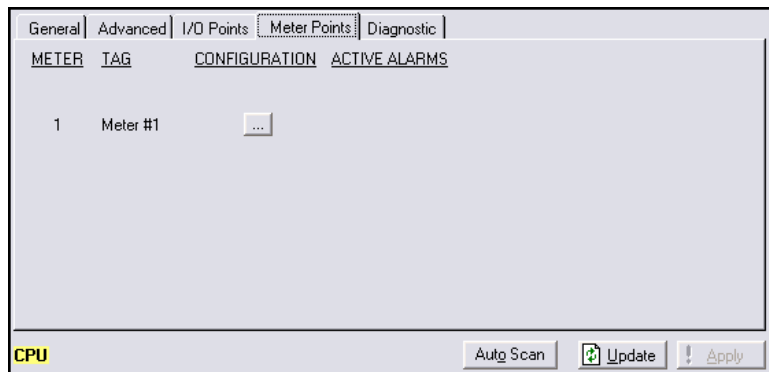 General Advanced I/O Points Meter Points Diagnostic
METER TAG CONFIGURATION ACTIVE ALARMS
1 Meter #1 ...
CPU Auto Scan Update ! Apply